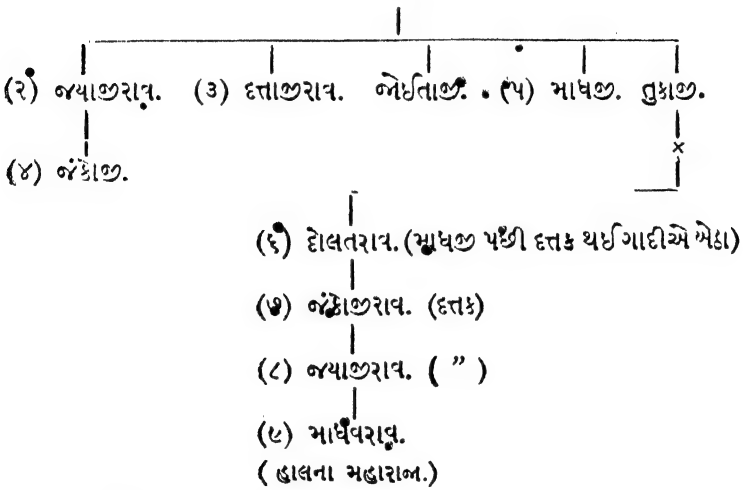 (૨) જયાજીરાવ. (૩) દત્તાજીરાવ. જોઈતાજી. (૫) માધજી. તુકાજી.
(૪) જંકોજી.
×
(૬) દોલતરાવ. (માધજી પછી દત્તક થઈ ગાદીએ બેઠા)
(૭) જંકોજીરાવ. (દત્તક)
(૮) જયાજીરાવ. ( ” )
(૯) માધવરાવ.
( હાલના મહારાજા.)